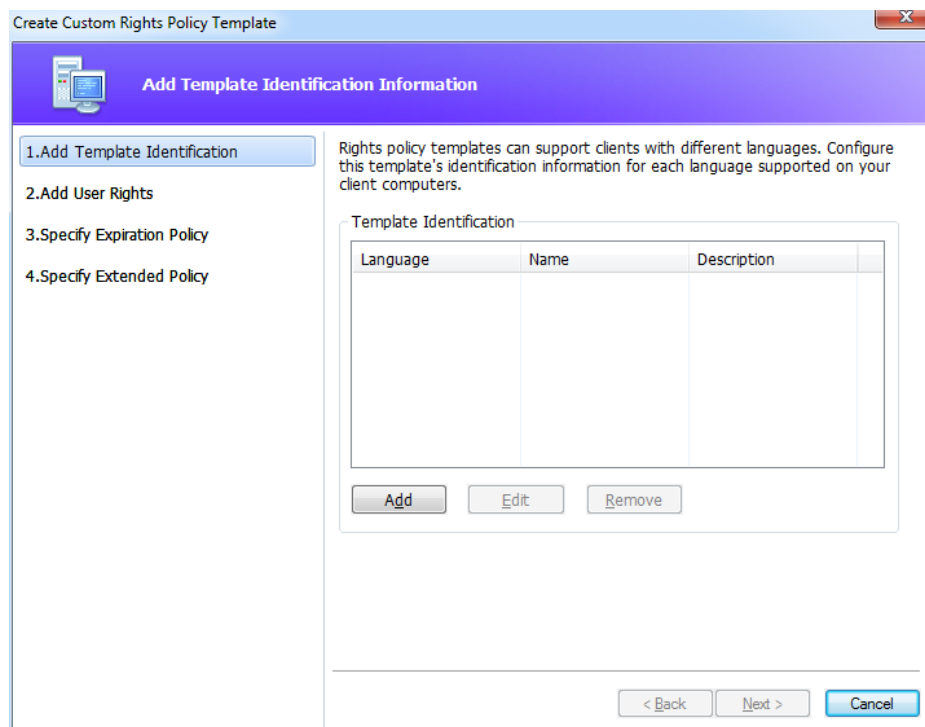 Create Custom Rights Policy Template
X
Add Template Identification Information
1.Add Template Identification
2.Add User Rights
3.Specify Expiration Policy
4.Specify Extended Policy
Rights policy templates can support clients with different languages. Configure
this template's identification information for each language supported on your
client computers.
Template Identification
Language Name Description
Add Edit Remove
< Back Next > Cancel